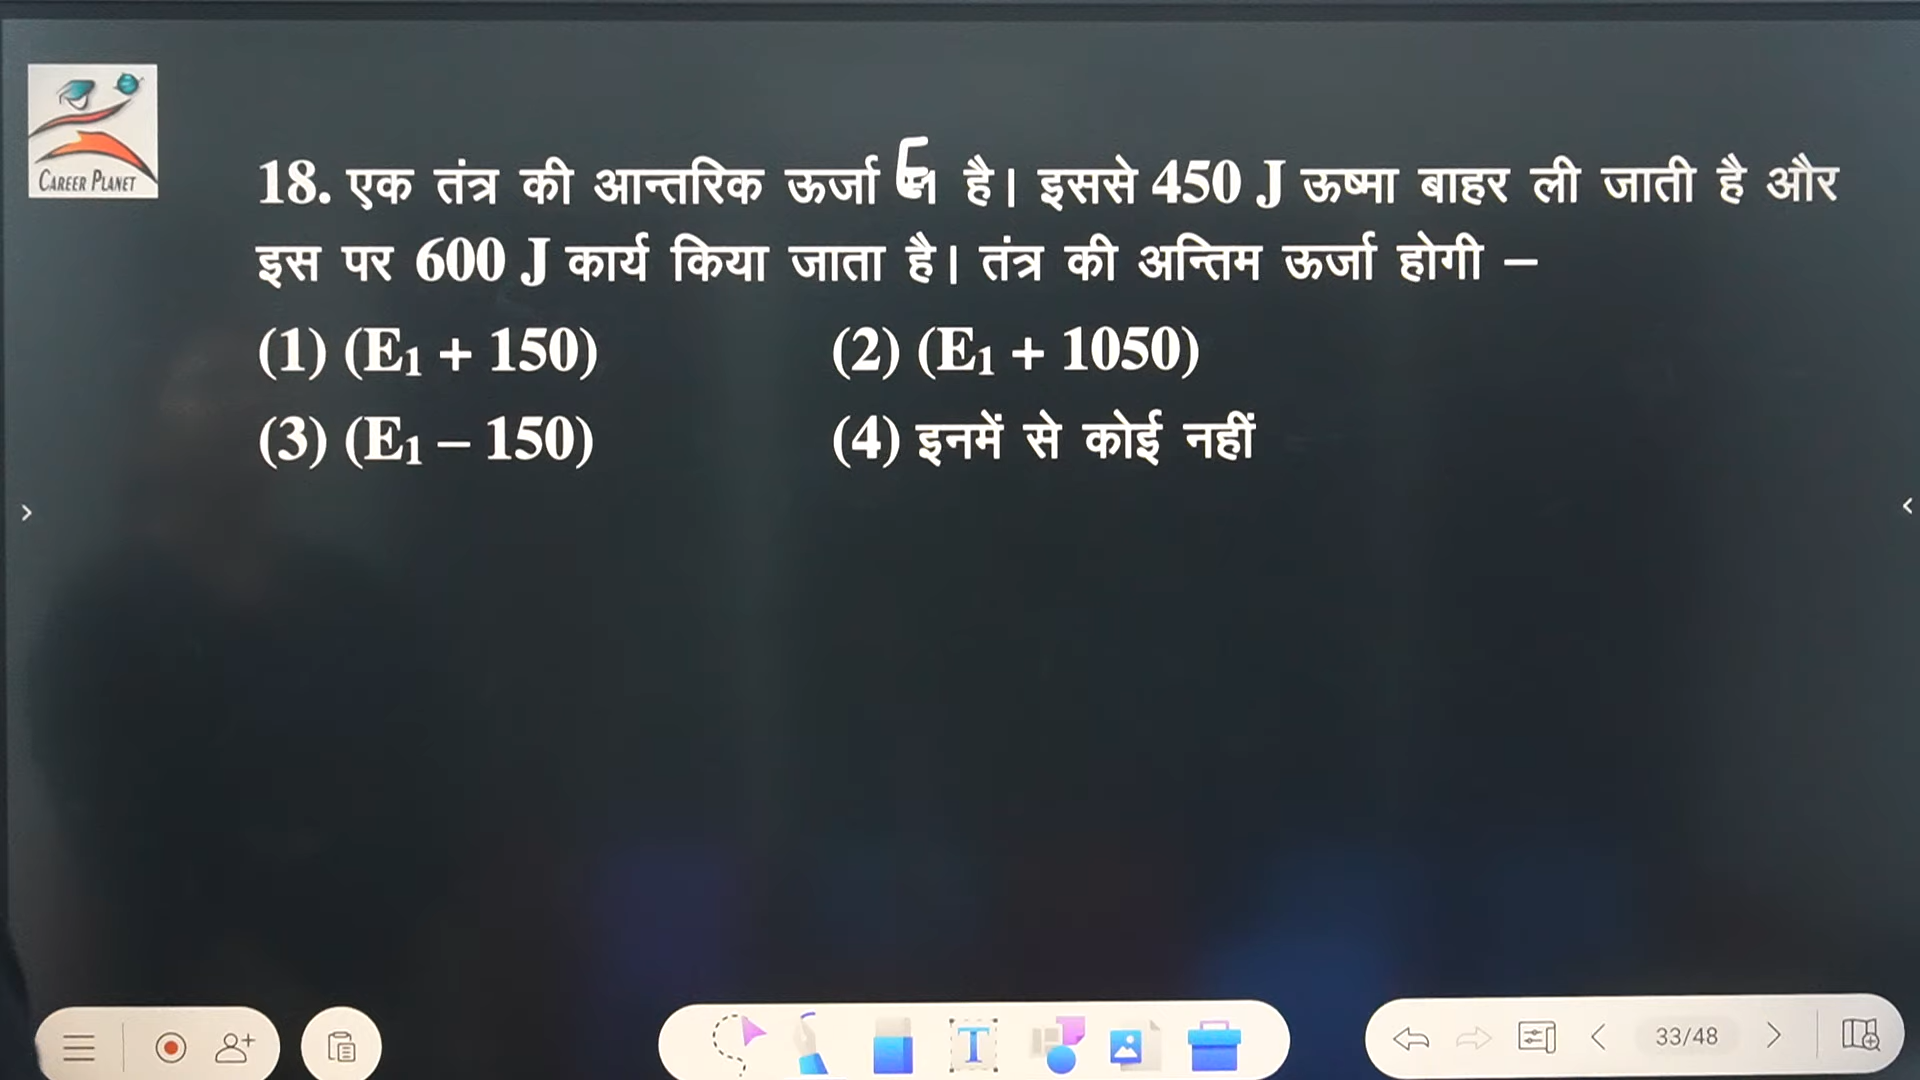 CAREER PLANET
18. एक तंत्र की आन्तरिक ऊर्जा E1 है। इससे 450 J ऊष्मा बाहर ली जाती है और
इस पर 600 J कार्य किया जाता है। तंत्र की अन्तिम ऊर्जा होगी –
(1) (E₁ + 150) (2) (E₁ + 1050)
(3) (E₁ – 150) (4) इनमें से कोई नहीं
T 33/48